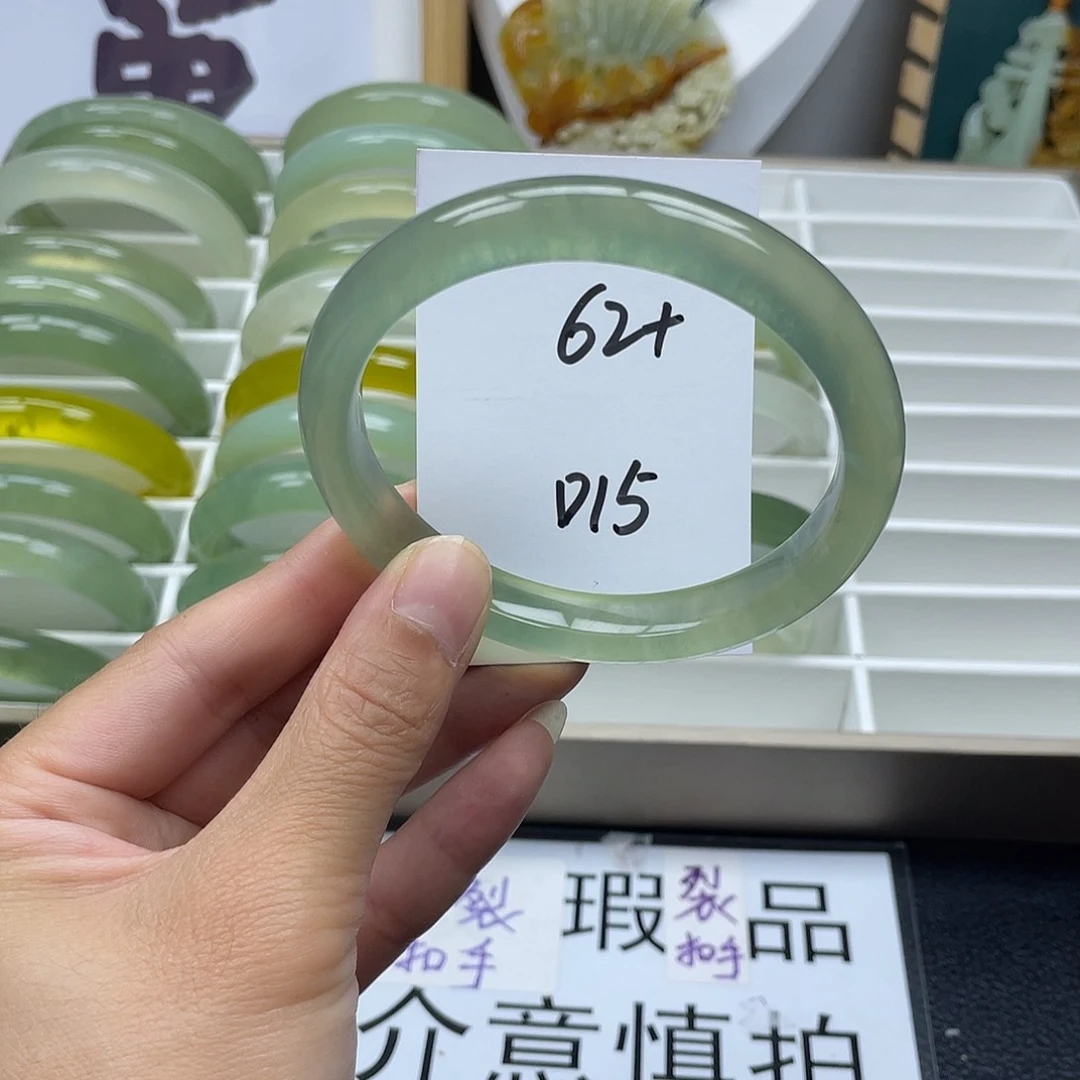 62+
D15
裂 瑕裂品
扣手 扣手
介意慎拍